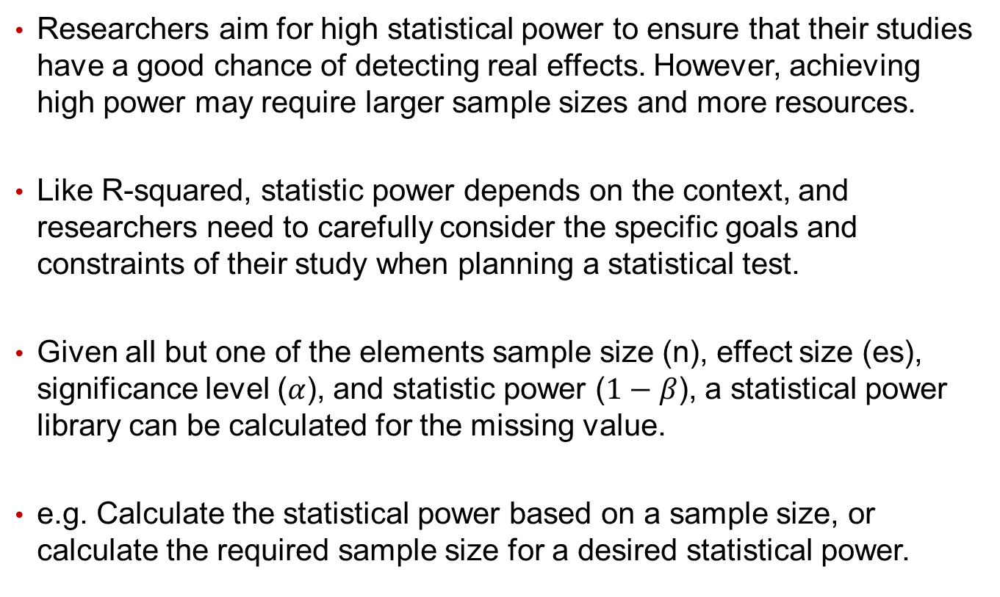 • Researchers aim for high statistical power to ensure that their studies
have a good chance of detecting real effects. However, achieving
high power may require larger sample sizes and more resources.
• Like R-squared, statistic power depends on the context, and
researchers need to carefully consider the specific goals and
constraints of their study when planning a statistical test.
• Given all but one of the elements sample size (n), effect size (es),
significance level (α), and statistic power (1 − β), a statistical power
library can be calculated for the missing value.
• e.g. Calculate the statistical power based on a sample size, or
calculate the required sample size for a desired statistical power.